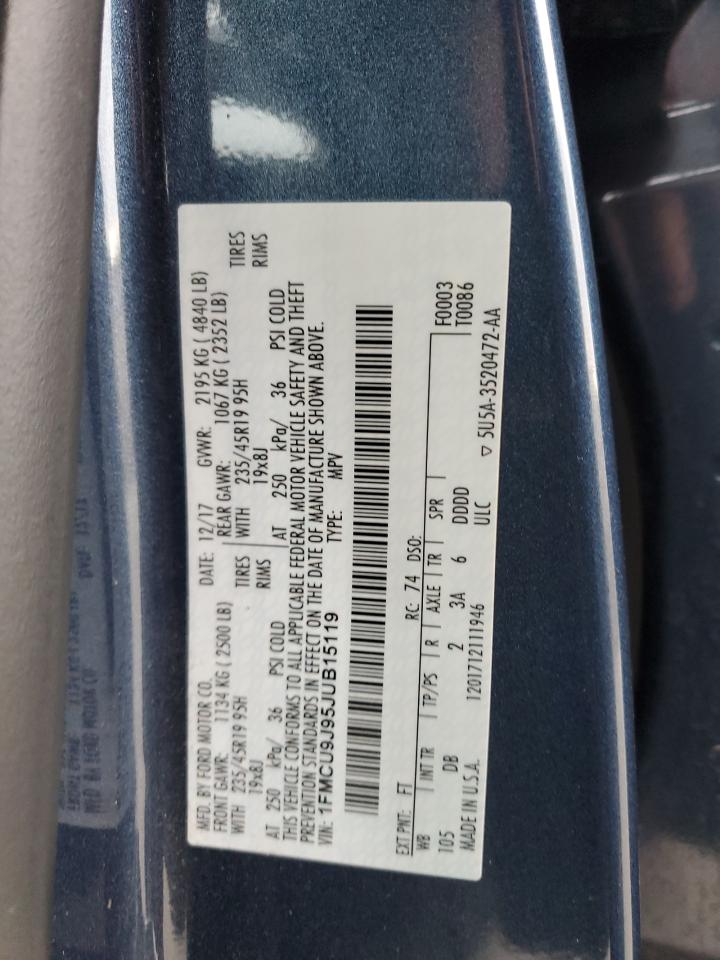 MFD. BY FORD MOTOR CO.
DATE: 12/17 GVWR: 2195 KG ( 4840 LB)
FRONT GAWR: 1134 KG ( 2500 LB) REAR GAWR: 1067 KG ( 2352 LB)
WITH 235/45R19 95H TIRES WITH 235/45R19 95H TIRES
19x8J RIMS 19x8J RIMS
AT 250 kPa/ 36 PSI COLD AT 250 kPa/ 36 PSI COLD
THIS VEHICLE CONFORMS TO ALL APPLICABLE FEDERAL MOTOR VEHICLE SAFETY AND THEFT
PREVENTION STANDARDS IN EFFECT ON THE DATE OF MANUFACTURE SHOWN ABOVE.
VIN: 1FMCU9J95JUB15119 TYPE: MPV
EXT PNT: FT RC: 74 DSO: F0003
WB INT TR TP/PS R AXLE TR SPR T0086
105 DB 2 3A 6 DDDD
MADE IN U.S.A. 1201712111946 ULC
▽ 5U5A-3520472-AA